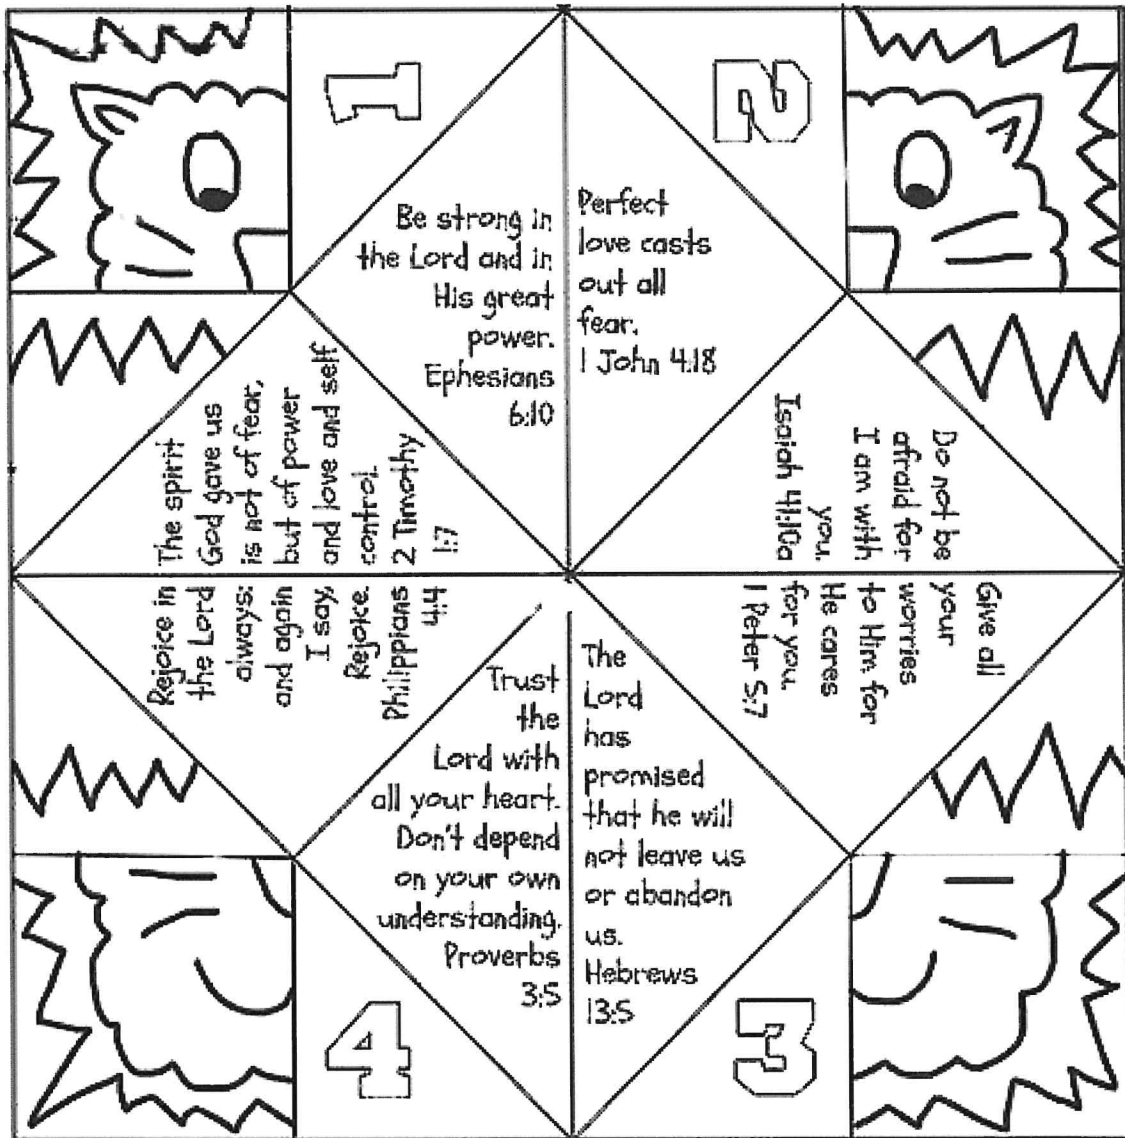 1
2
Be strong in
the Lord and in
His great
power.
Ephesians
6:10
Perfect
love casts
out all
fear.
1 John 4:18
The spirit
God gave us
is not of fear,
but of power
and love and self
control.
2 Timothy
1:7
Do not be
afraid for
I am with
you.
Isaiah 41:10a
Rejoice in
the Lord
always:
and again
I say,
Rejoice.
Philippians
4:4
Give all
your
worries
to Him for
He cares
for you.
1 Peter 5:7
Trust
the
Lord with
all your heart.
Don't depend
on your own
understanding.
Proverbs
3:5
The
Lord
has
promised
that he will
not leave us
or abandon
us.
Hebrews
13:5
4
3